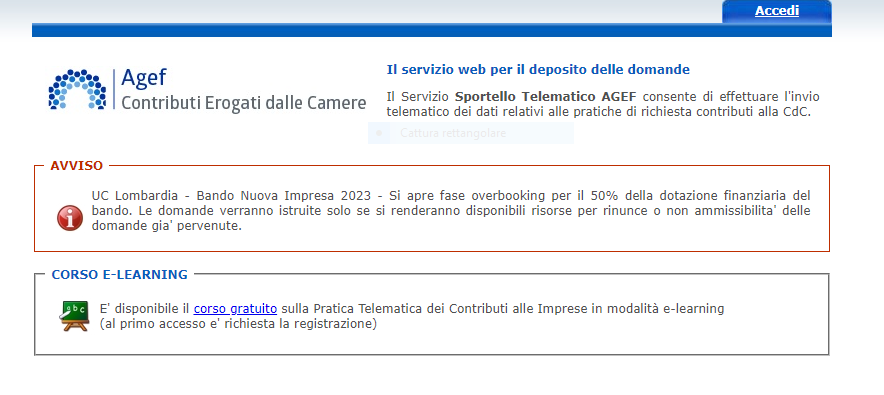 Accedi
Agef
Contributi Erogati dalle Camere
Il servizio web per il deposito delle domande
Il Servizio Sportello Telematico AGEF consente di effettuare l'invio
telematico dei dati relativi alle pratiche di richiesta contributi alla CdC.
Cattura rettangolare
AVVISO
UC Lombardia - Bando Nuova Impresa 2023 - Si apre fase overbooking per il 50% della dotazione finanziaria del
bando. Le domande verranno istruite solo se si renderanno disponibili risorse per rinunce o non ammissibilita' delle
domande gia' pervenute.
CORSO E-LEARNING
abc
E' disponibile il corso gratuito sulla Pratica Telematica dei Contributi alle Imprese in modalità e-learning
(al primo accesso e' richiesta la registrazione)